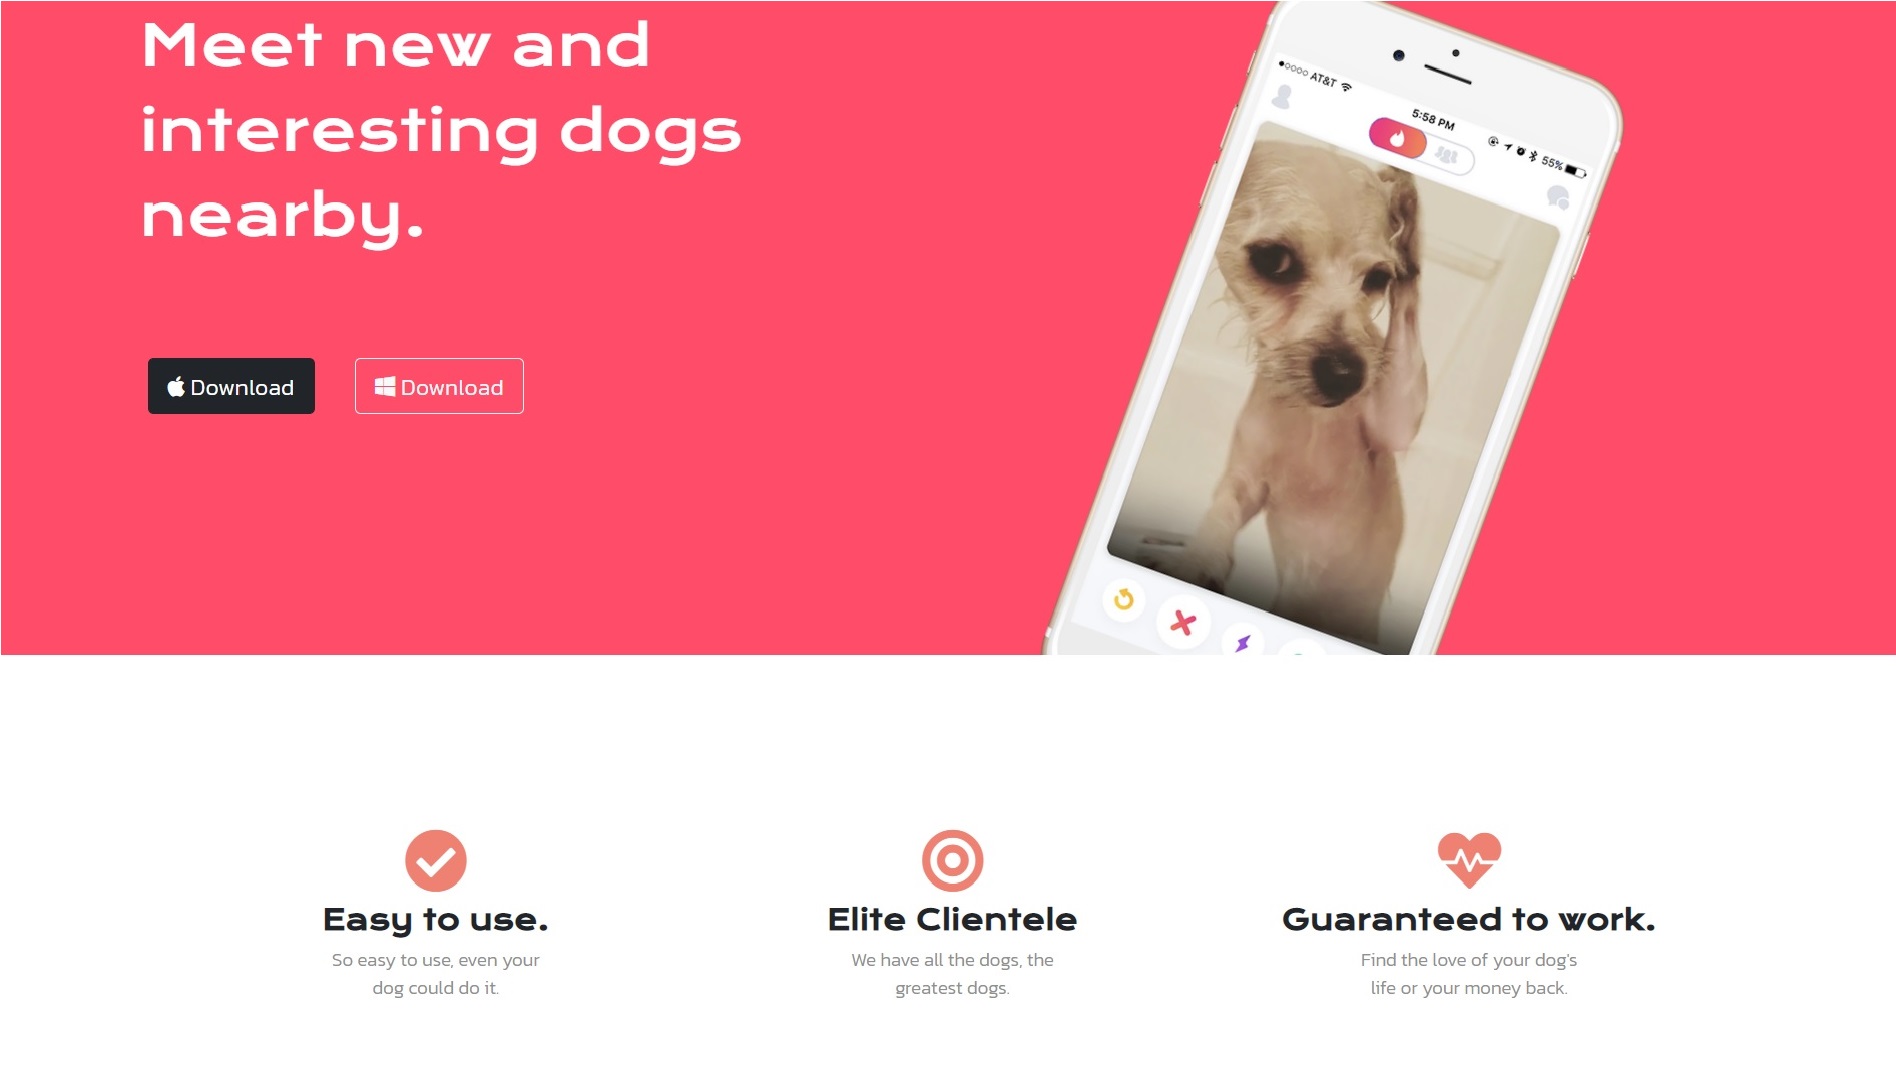 Meet new and
interesting dogs
nearby.
Download
Download
AT&T
5:58 PM
55%
Easy to use.
So easy to use, even your
dog could do it.
Elite Clientele
We have all the dogs, the
greatest dogs.
Guaranteed to work.
Find the love of your dog's
life or your money back.